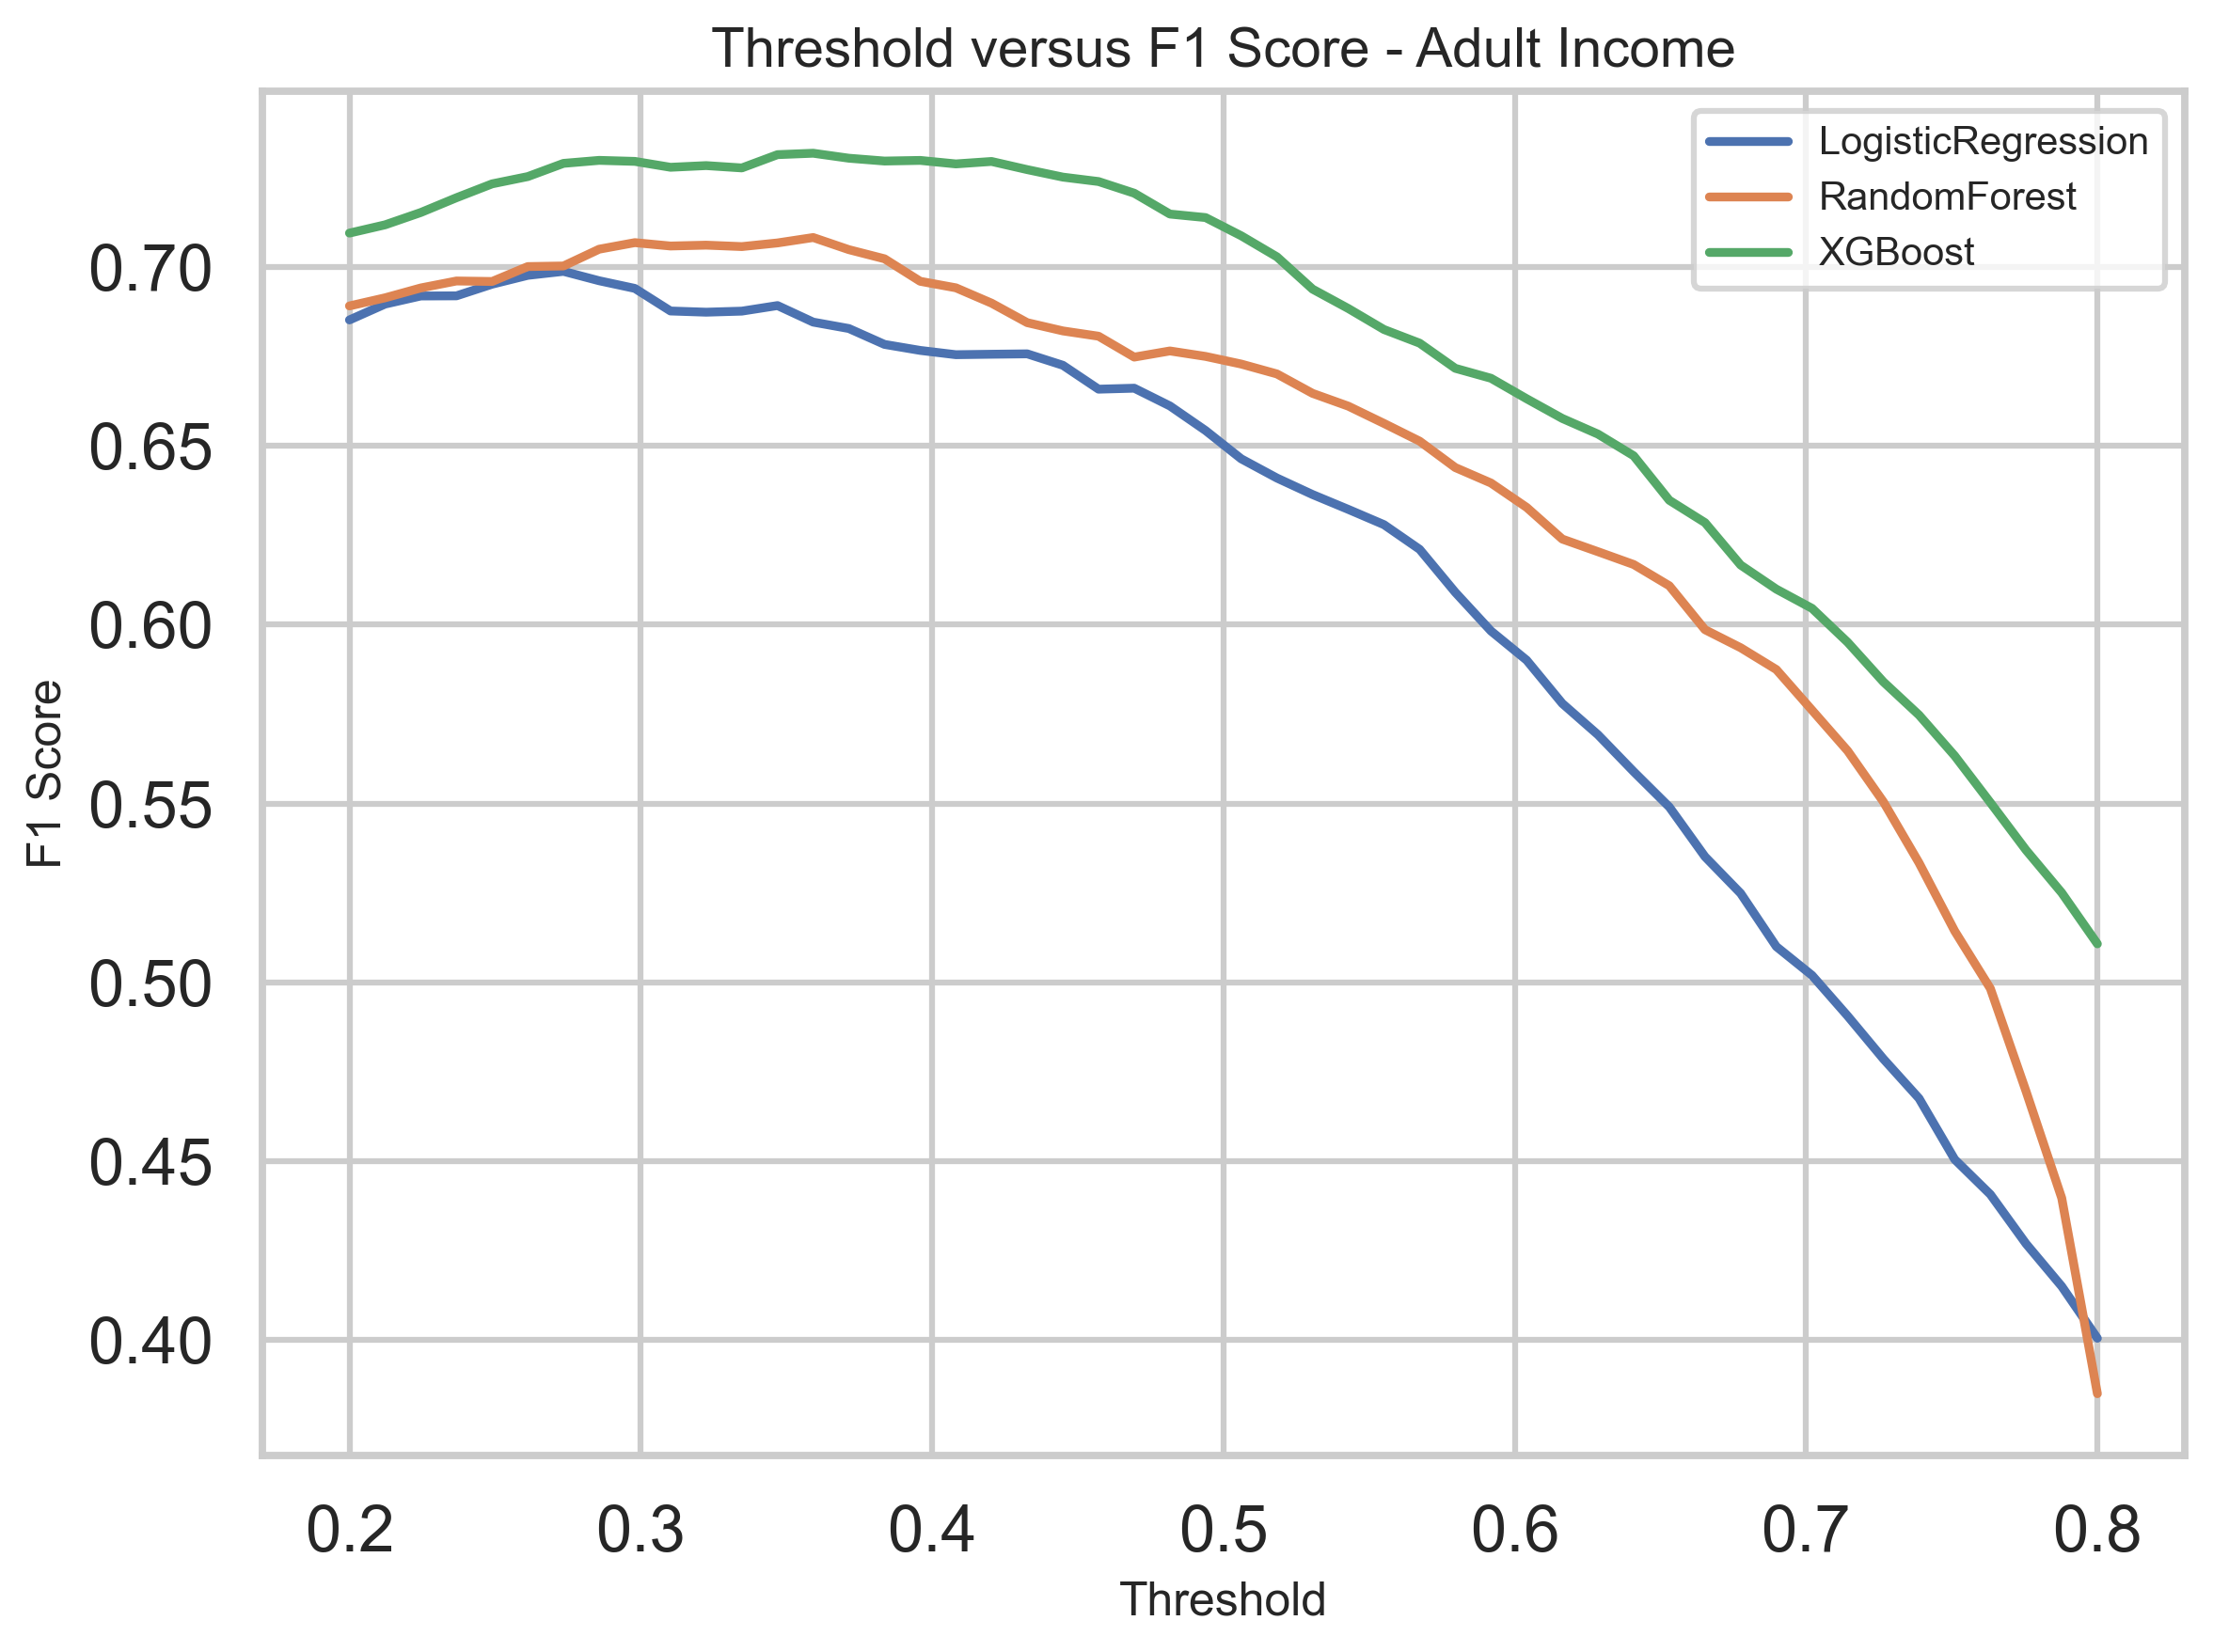 Threshold versus F1 Score - Adult Income
LogisticRegression
RandomForest
XGBoost
0.70
0.65
0.60
0.55
0.50
0.45
0.40
F1 Score
0.2 0.3 0.4 0.5 0.6 0.7 0.8
Threshold